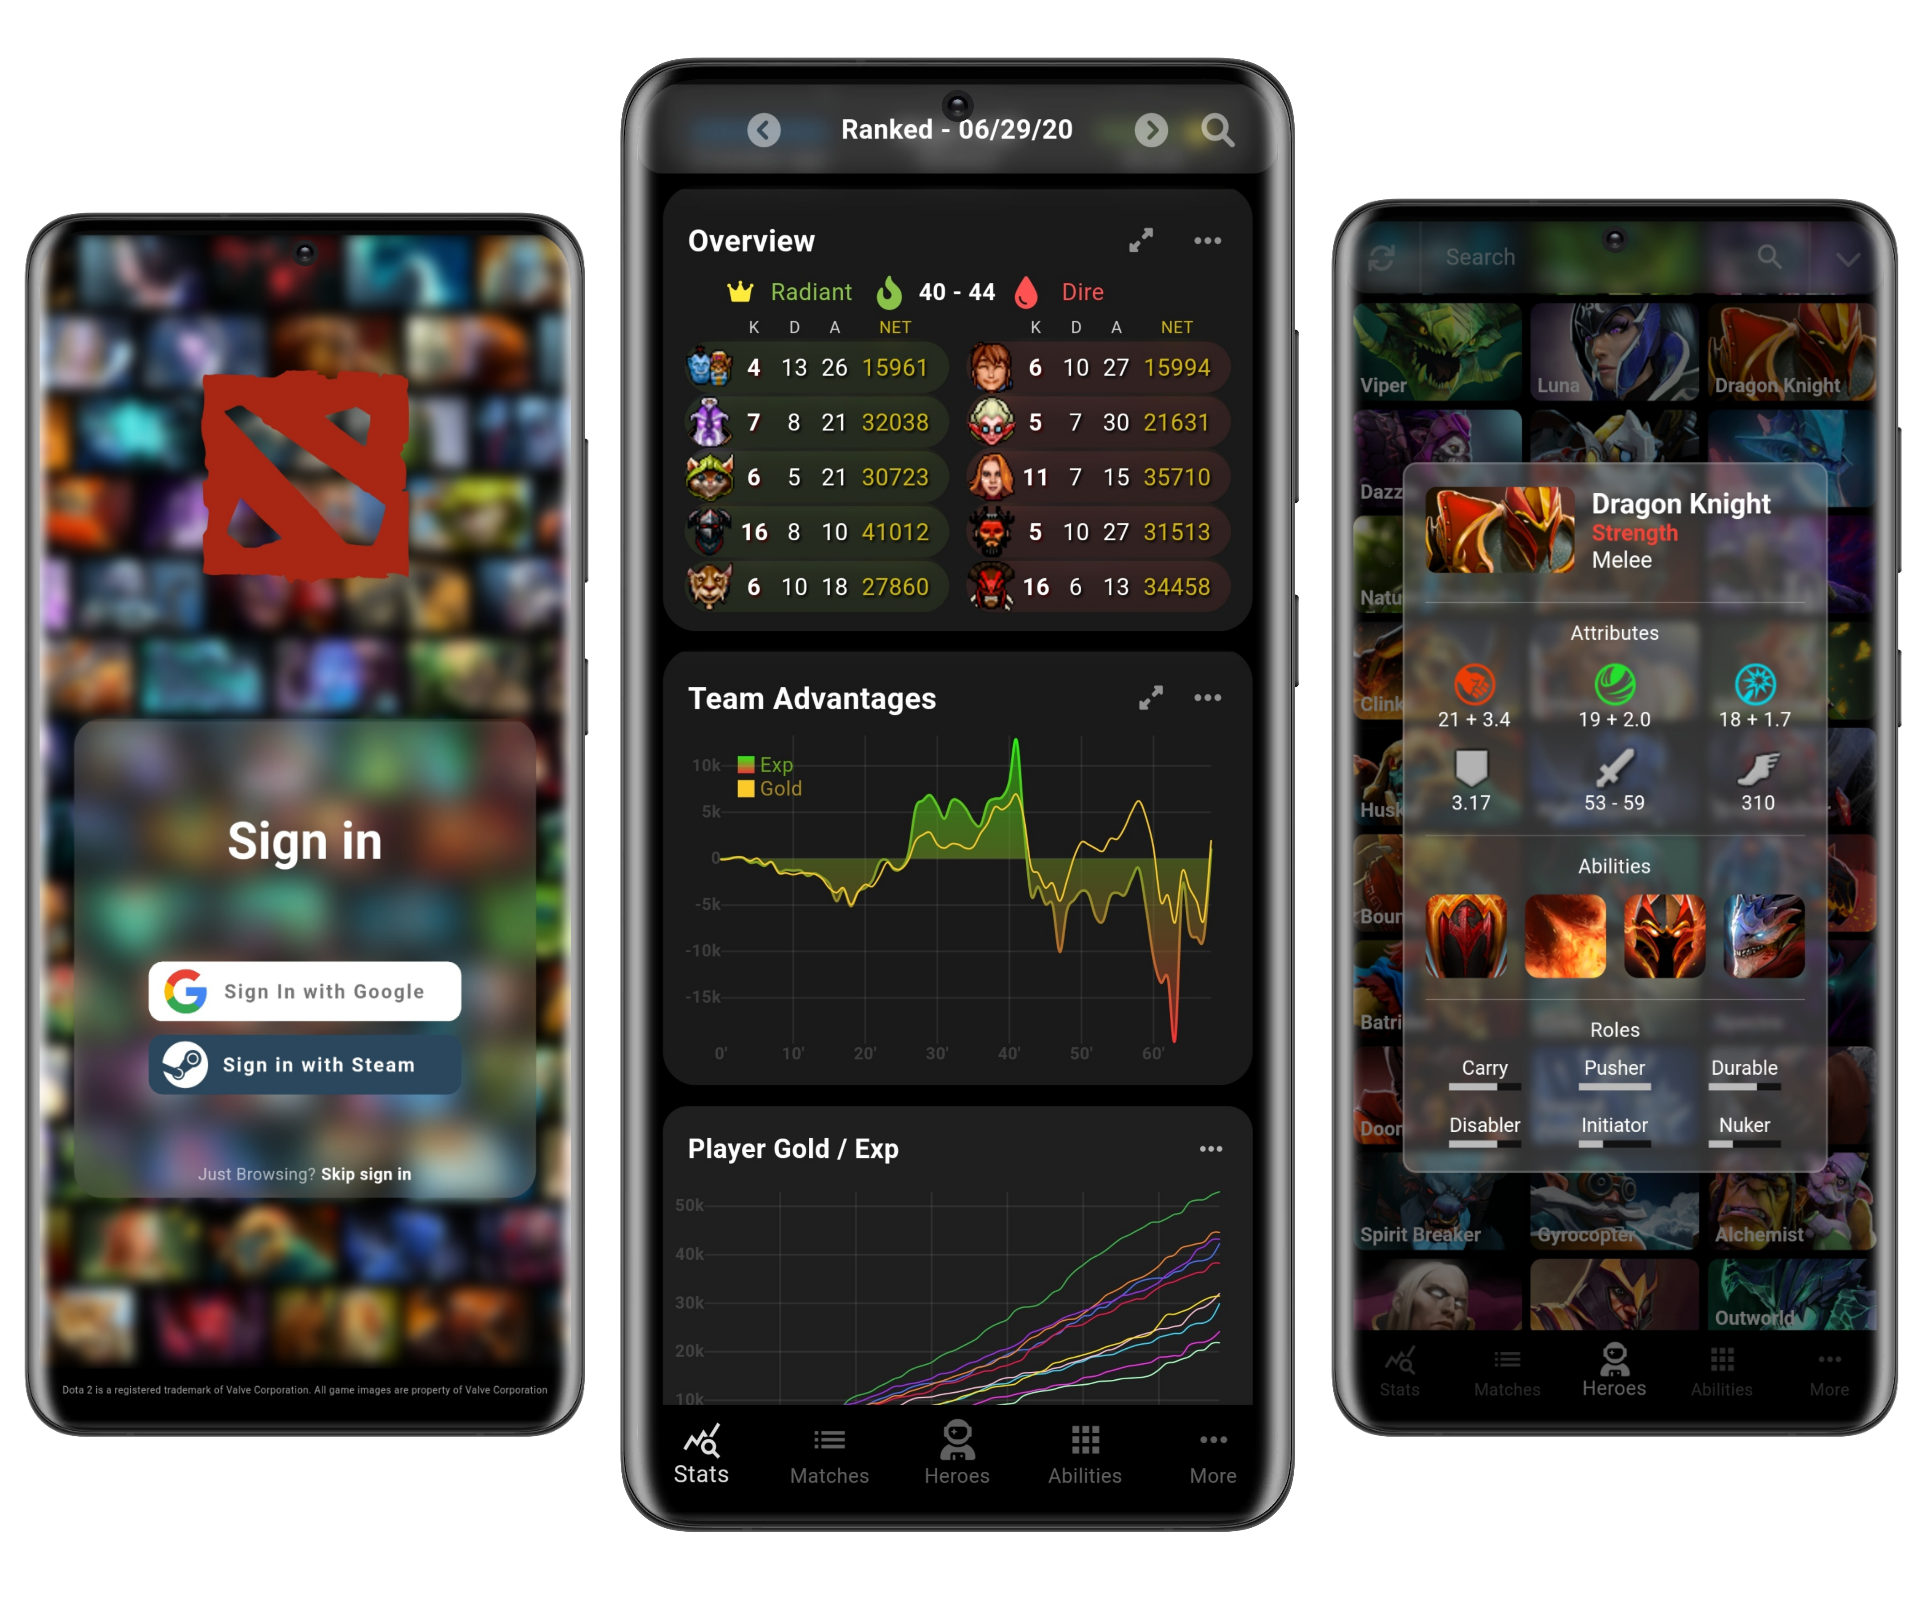 Sign in
Sign In with Google
Sign in with Steam
Just Browsing? Skip sign in
Dota 2 is a registered trademark of Valve Corporation. All game images are property of Valve Corporation
Ranked - 06/29/20
Overview
Radiant 40 - 44 Dire
K D A NET K D A NET
4 13 26 15961 6 10 27 15994
7 8 21 32038 5 7 30 21631
6 5 21 30723 11 7 15 35710
16 8 10 41012 5 10 27 31513
6 10 18 27860 16 6 13 34458
Team Advantages
Exp
Gold
10k
5k
0
-5k
-10k
-15k
0' 10' 20' 30' 40' 50' 60'
Player Gold / Exp
50k
40k
30k
20k
10k
Stats Matches Heroes Abilities More
Search
Viper Luna Dragon Knight
Dazz
Natu
Clink
Husk
Boun
Batri
Doom
Dragon Knight
Strength
Melee
Attributes
21 + 3.4 19 + 2.0 18 + 1.7
3.17 53 - 59 310
Abilities
Roles
Carry Pusher Durable
Disabler Initiator Nuker
Spirit Breaker Gyrocopter Alchemist
Outworld
Stats Matches Heroes Abilities More